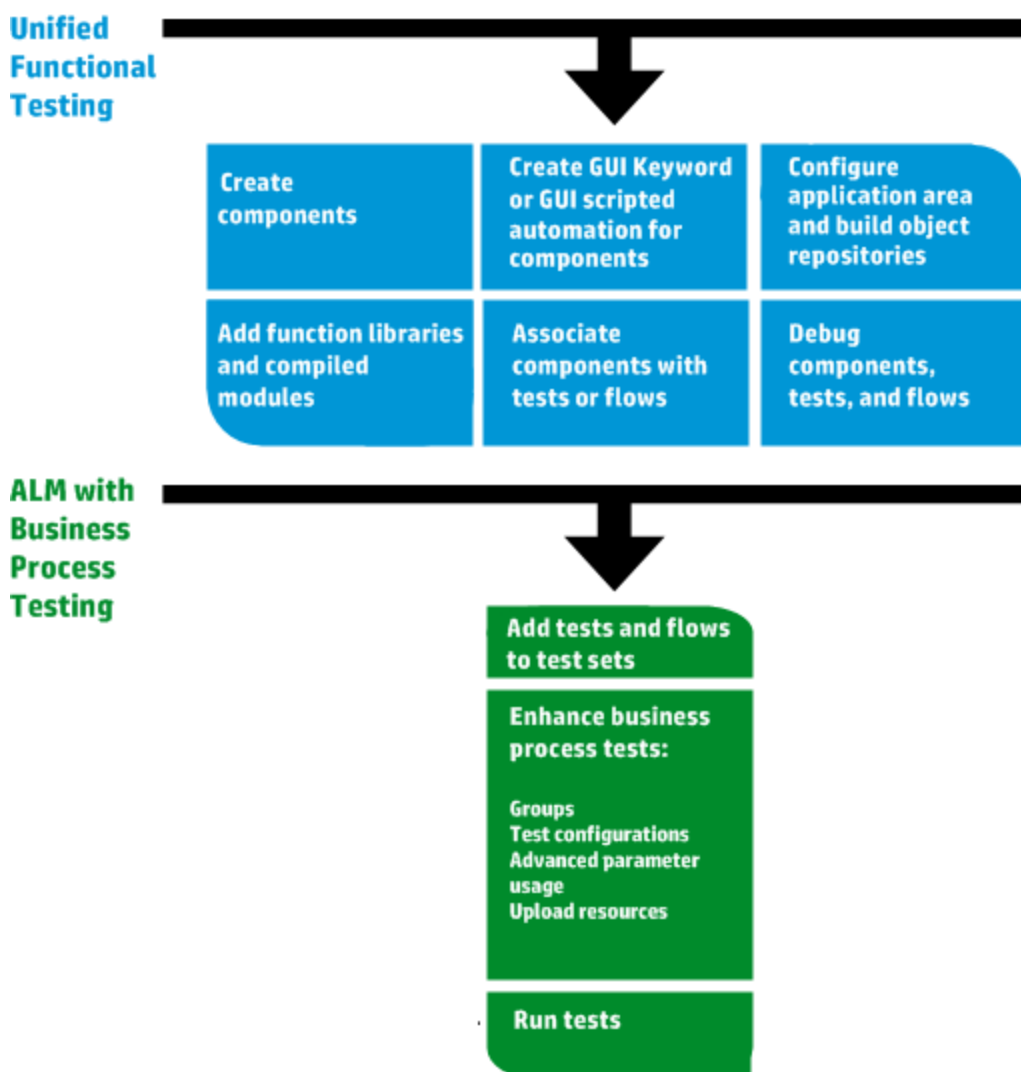 Unified
Functional
Testing
Create
components
Create GUI Keyword
or GUI scripted
automation for
components
Configure
application area
and build object
repositories
Add function libraries
and compiled
modules
Associate
components with
tests or flows
Debug
components,
tests, and flows
ALM with
Business
Process
Testing
Add tests and flows
to test sets
Enhance business
process tests:
Groups
Test configurations
Advanced parameter
usage
Upload resources
Run tests